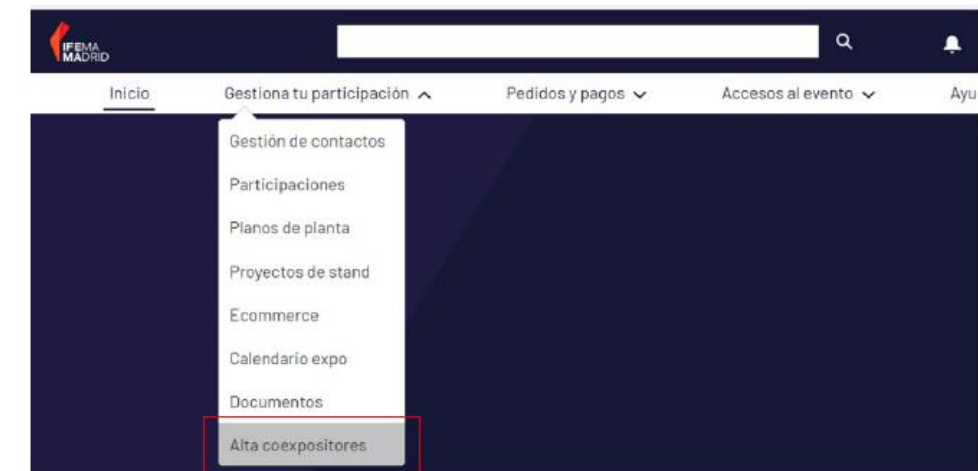 IFEMA
MADRID
Inicio Gestiona tu participación Pedidos y pagos Accesos al evento Ayu
Gestión de contactos
Participaciones
Planos de planta
Proyectos de stand
Ecommerce
Calendario expo
Documentos
Alta coexpositores